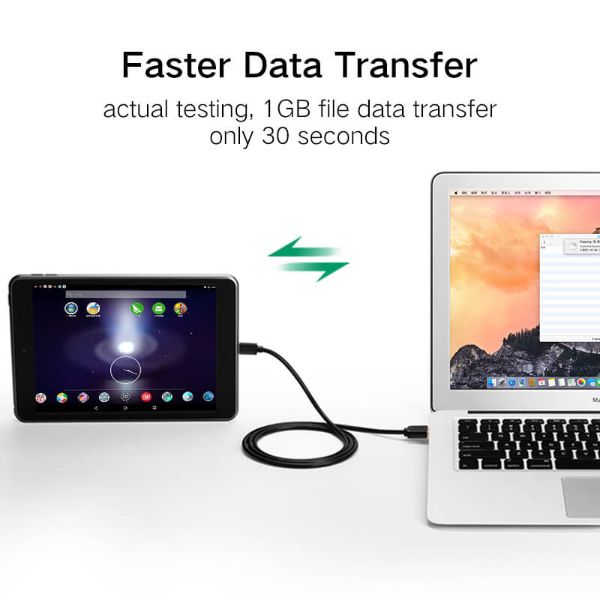 Faster Data Transfer
actual testing, 1GB file data transfer
only 30 seconds